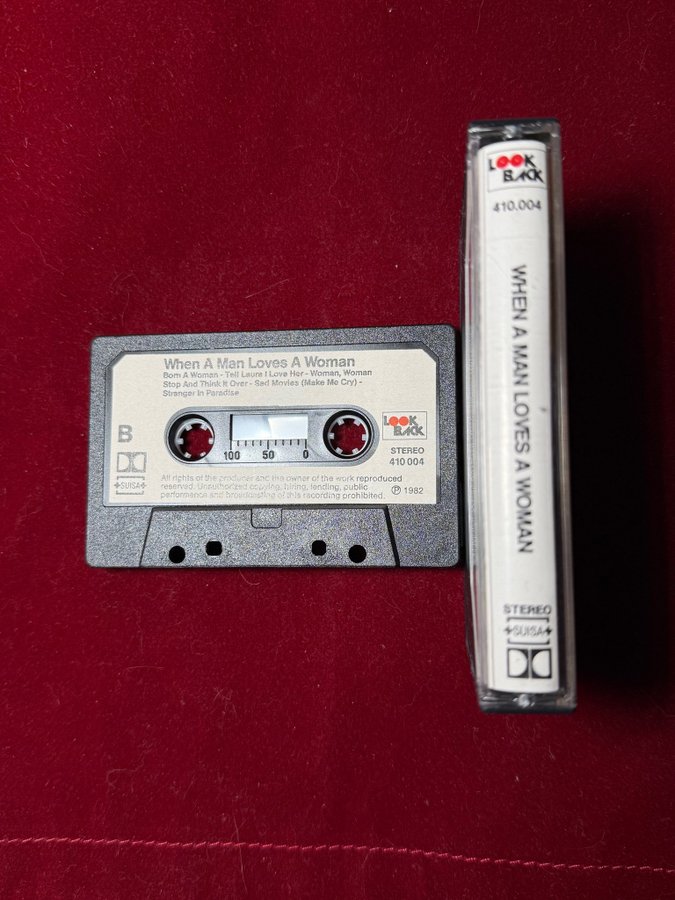 When A Man Loves A Woman
Born A Woman - Tell Laura I Love Her - Woman, Woman
Stop And Think It Over - Sad Movies (Make Me Cry) -
Stranger In Paradise
B
LOOK
BACK
STEREO
410 004
100 50 0
SUISA
All rights of the producer and the owner of the work reproduced
reserved. Unauthorized copying, hiring, lending, public
performance and broadcasting of this recording prohibited.
℗ 1982
LOOK
BACK
410.004
WHEN A MAN LOVES A WOMAN
STEREO
SUISA